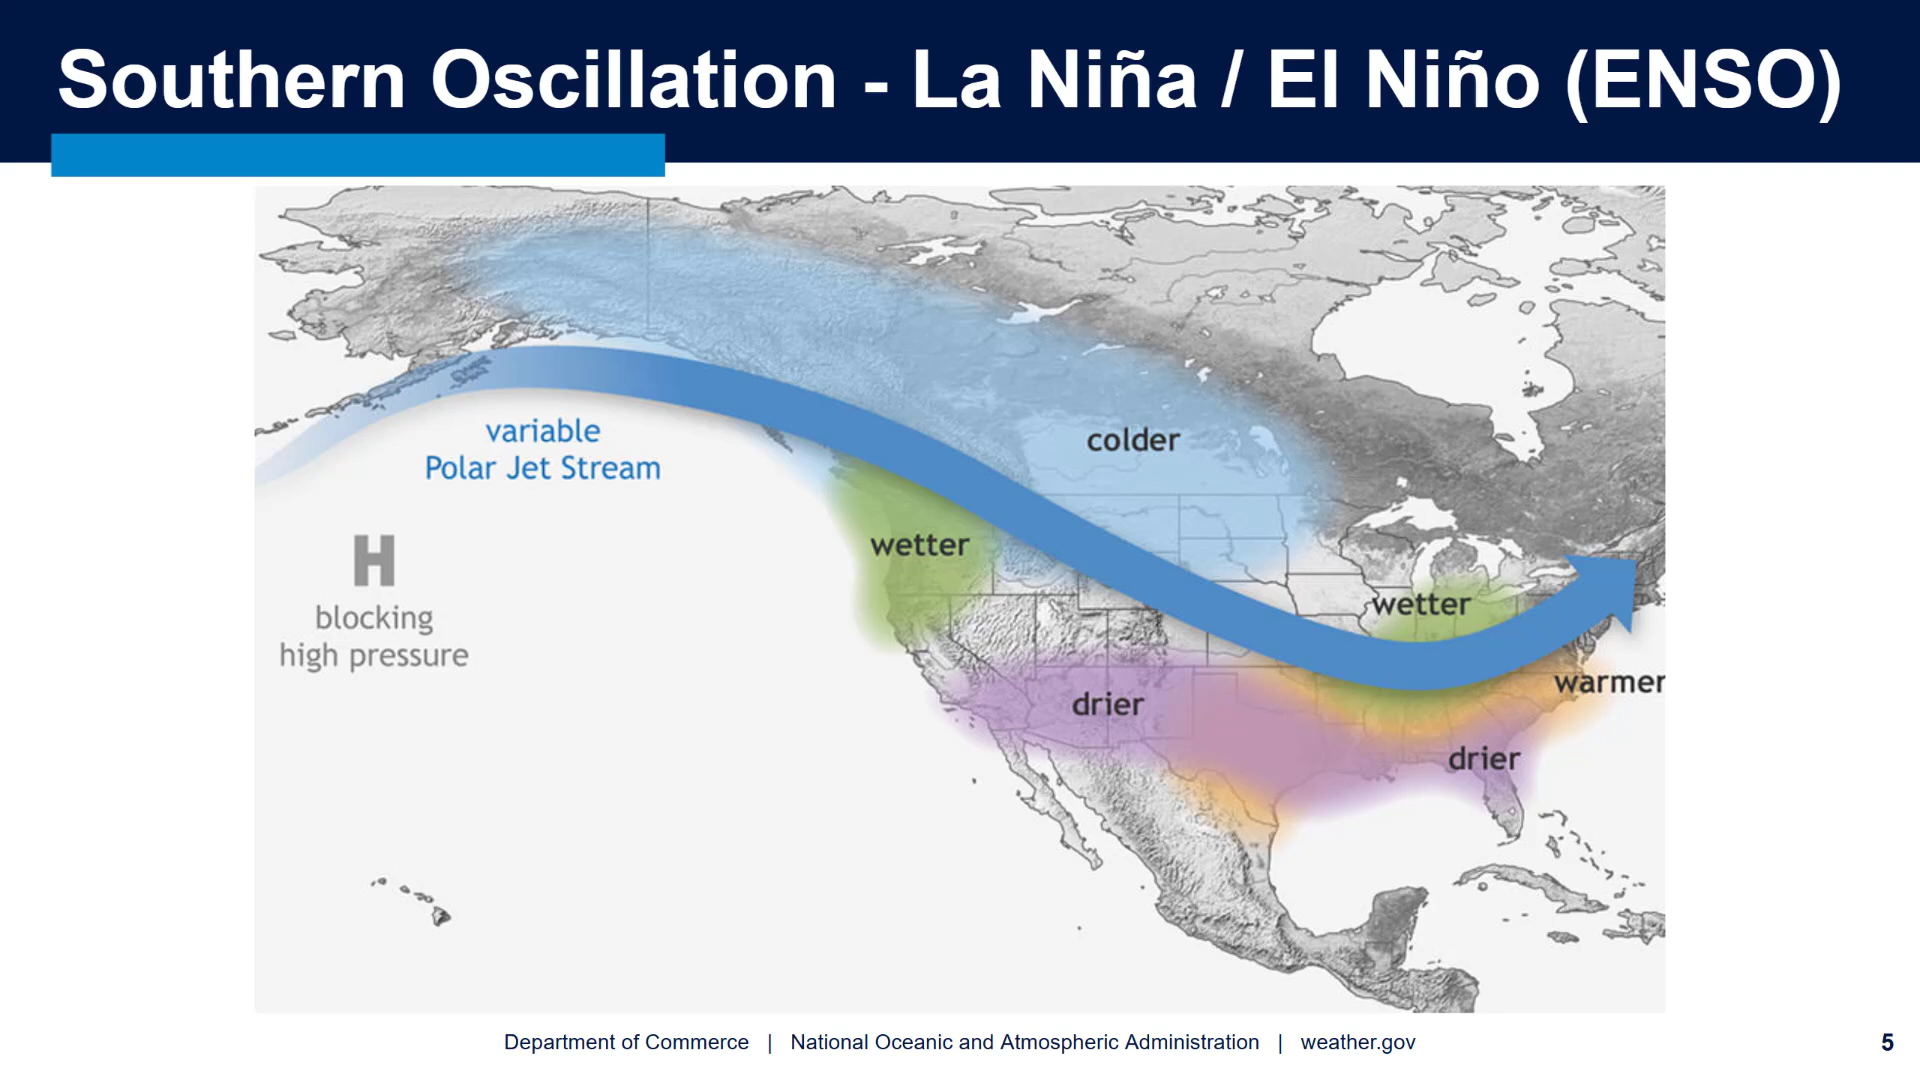 Southern Oscillation - La Niña / El Niño (ENSO)
variable
Polar Jet Stream
H
blocking
high pressure
colder
wetter
wetter
warmer
drier
drier
Department of Commerce | National Oceanic and Atmospheric Administration | weather.gov
5